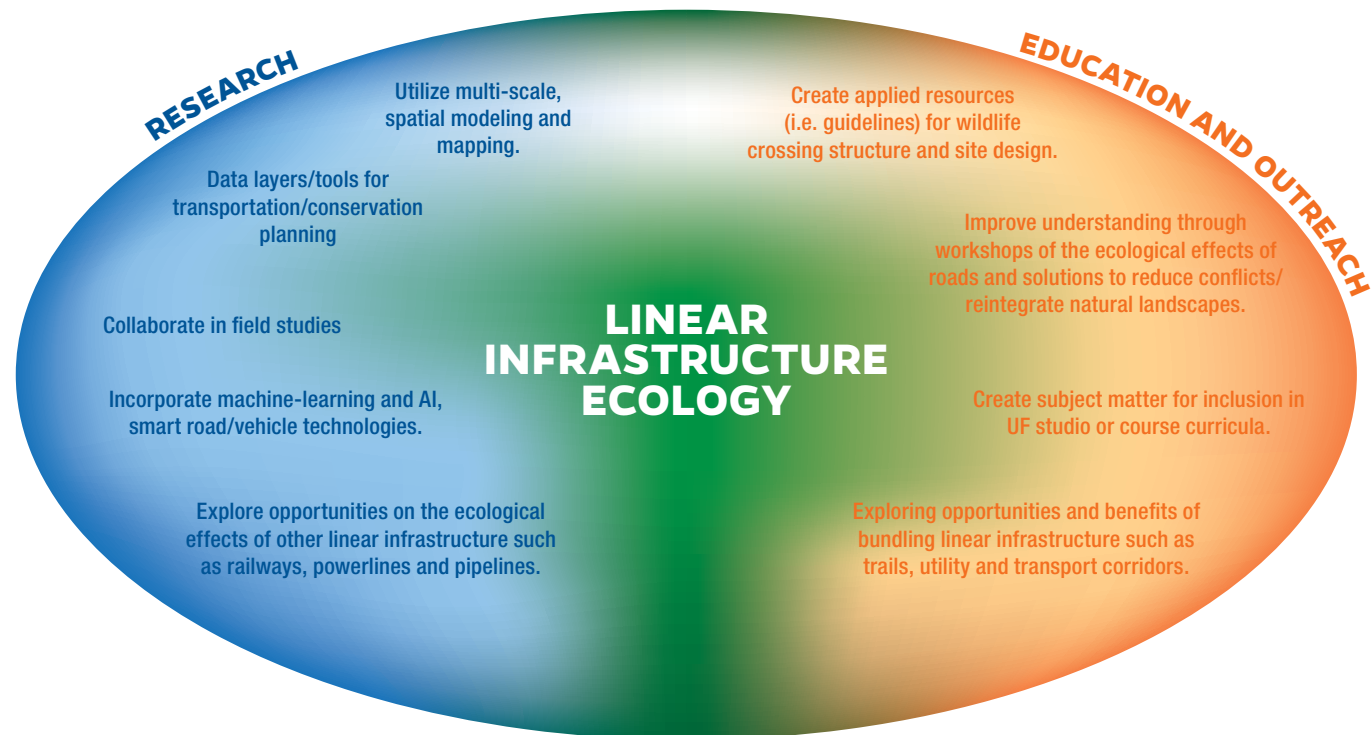 RESEARCH
Utilize multi-scale,
spatial modeling and
mapping.
Data layers/tools for
transportation/conservation
planning
Collaborate in field studies
Incorporate machine-learning and AI,
smart road/vehicle technologies.
Explore opportunities on the ecological
effects of other linear infrastructure such
as railways, powerlines and pipelines.
LINEAR
INFRASTRUCTURE
ECOLOGY
EDUCATION AND OUTREACH
Create applied resources
(i.e. guidelines) for wildlife
crossing structure and site design.
Improve understanding through
workshops of the ecological effects of
roads and solutions to reduce conflicts/
reintegrate natural landscapes.
Create subject matter for inclusion in
UF studio or course curricula.
Exploring opportunities and benefits of
bundling linear infrastructure such as
trails, utility and transport corridors.